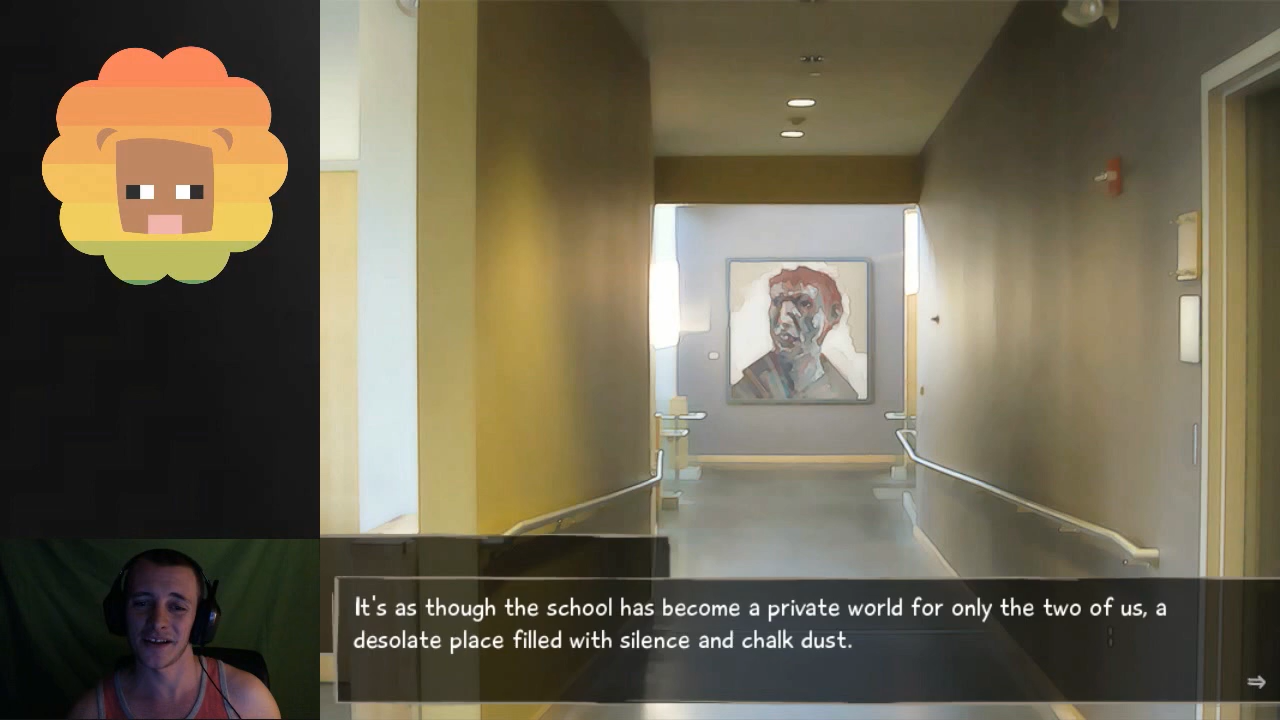 It's as though the school has become a private world for only the two of us, a
desolate place filled with silence and chalk dust.